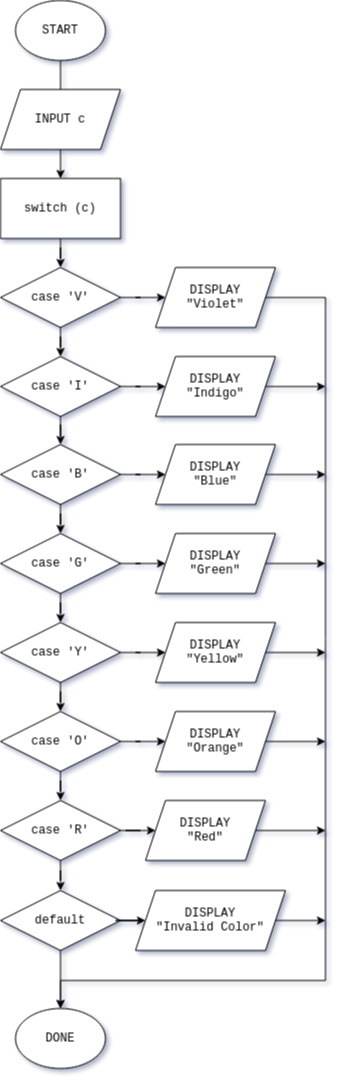 START
INPUT c
switch (c)
case 'V'
DISPLAY
"Violet"
case 'I'
DISPLAY
"Indigo"
case 'B'
DISPLAY
"Blue"
case 'G'
DISPLAY
"Green"
case 'Y'
DISPLAY
"Yellow"
case 'O'
DISPLAY
"Orange"
case 'R'
DISPLAY
"Red"
default
DISPLAY
"Invalid Color"
DONE